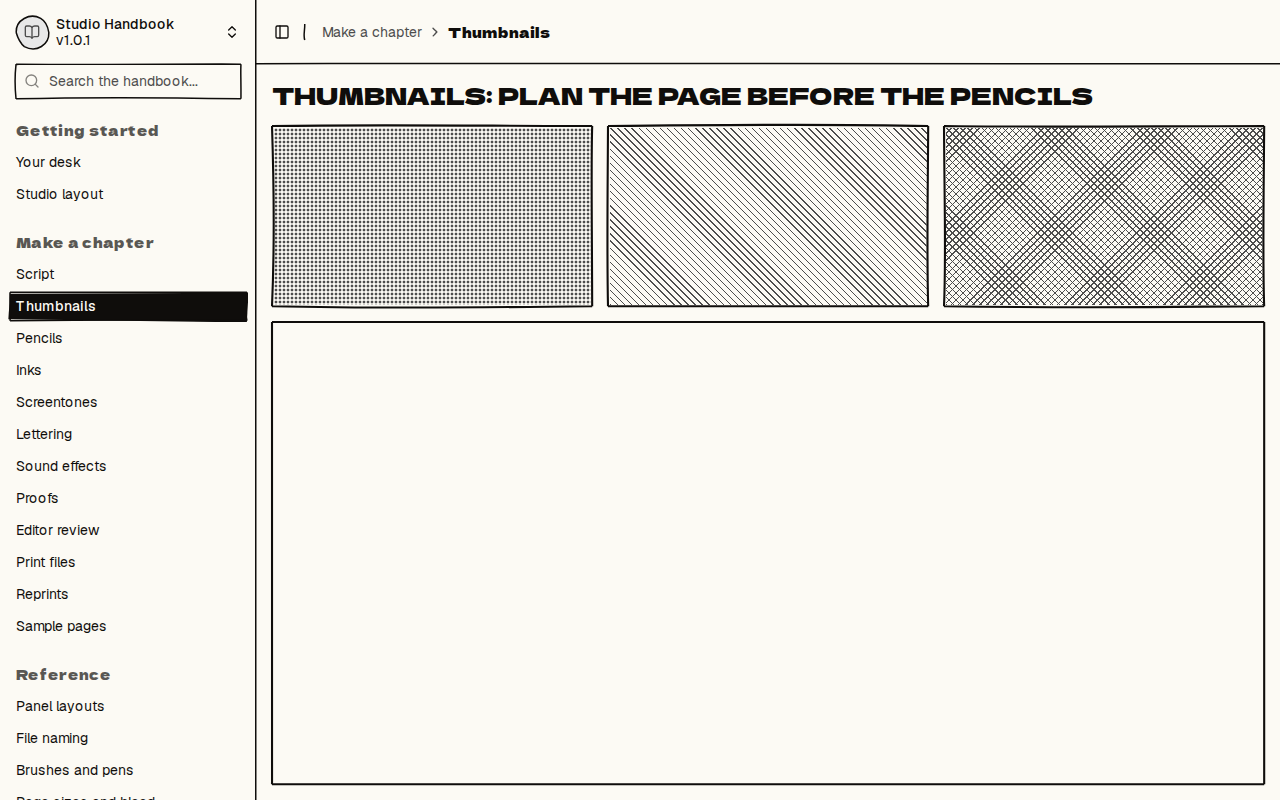 Studio Handbook
v1.0.1
Search the handbook...
Getting started
Your desk
Studio layout
Make a chapter
Script
Thumbnails
Pencils
Inks
Screentones
Lettering
Sound effects
Proofs
Editor review
Print files
Reprints
Sample pages
Reference
Panel layouts
File naming
Brushes and pens
Make a chapter
Thumbnails
THUMBNAILS: PLAN THE PAGE BEFORE THE PENCILS